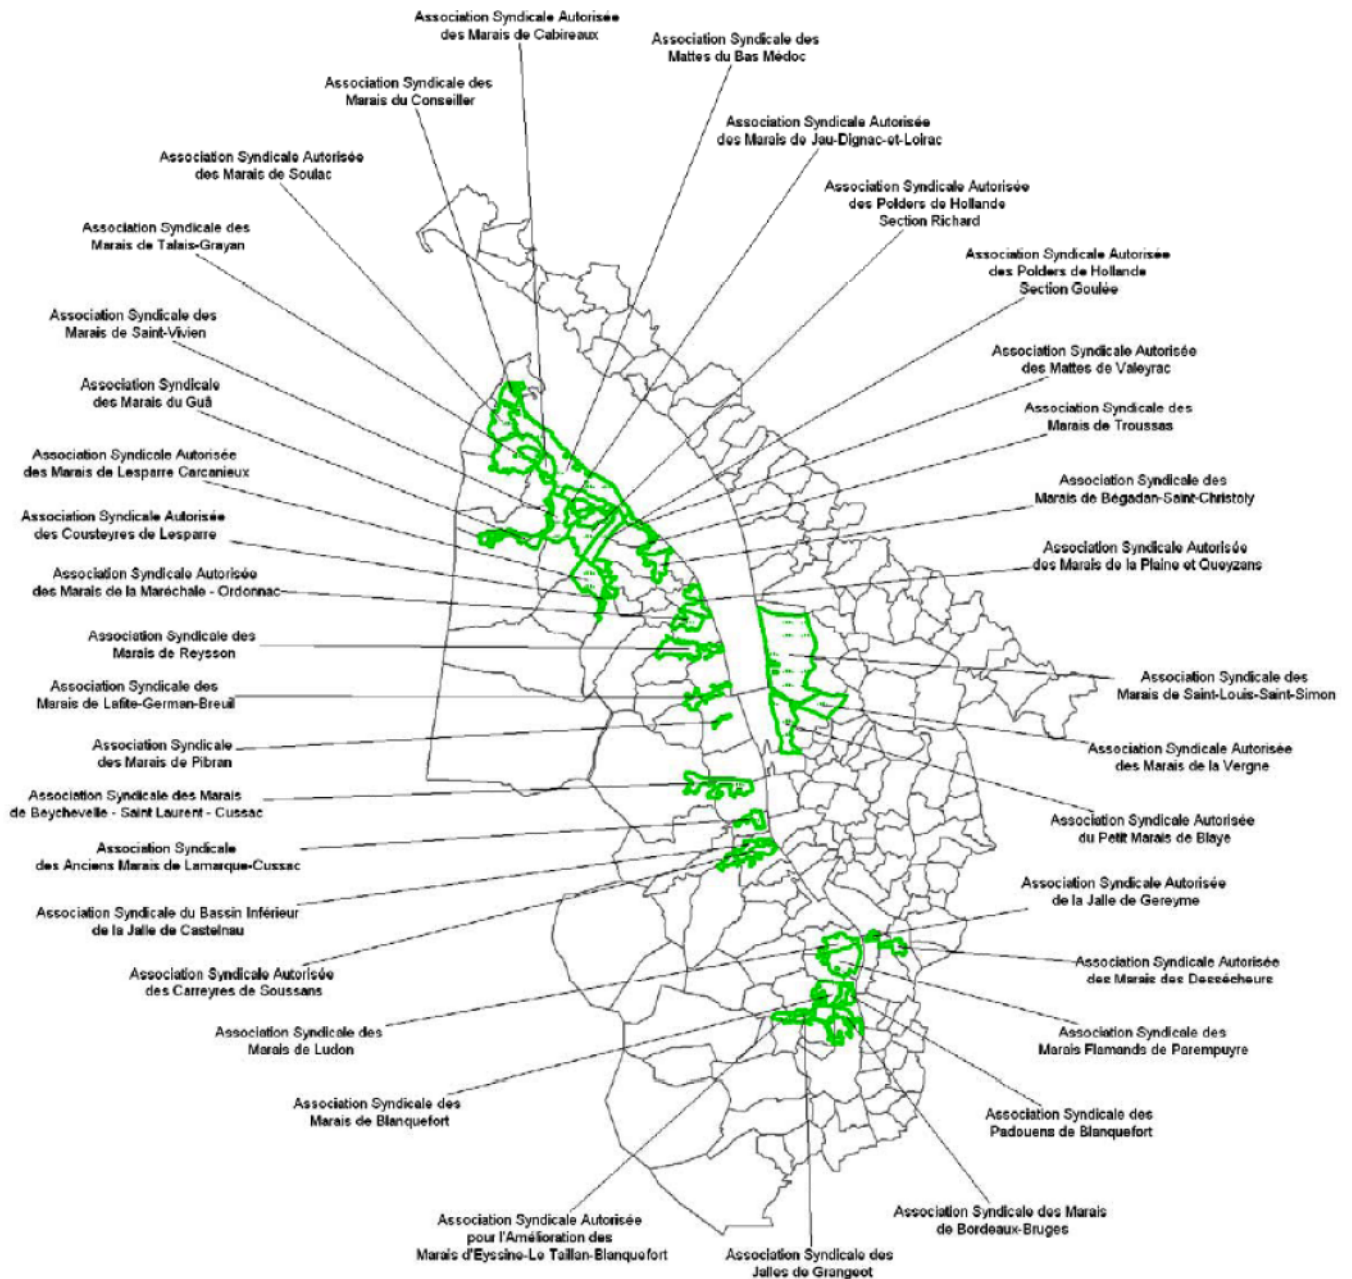 Association Syndicale Autorisée
des Marais de Cabireaux
Association Syndicale des
Mattes du Bas Médoc
Association Syndicale des
Marais du Conseiller
Association Syndicale Autorisée
des Marais de Jau-Dignac-et-Loirac
Association Syndicale Autorisée
des Marais de Soulac
Association Syndicale Autorisée
des Polders de Hollande
Section Richard
Association Syndicale des
Marais de Talais-Grayan
Association Syndicale Autorisée
des Polders de Hollande
Section Goulée
Association Syndicale des
Marais de Saint-Vivien
Association Syndicale Autorisée
des Mattes de Valeyrac
Association Syndicale
des Marais du Guâ
Association Syndicale des
Marais de Troussas
Association Syndicale Autorisée
des Marais de Lesparre Carcanieux
Association Syndicale des
Marais de Bégadan-Saint-Christoly
Association Syndicale Autorisée
des Cousteyres de Lesparre
Association Syndicale Autorisée
des Marais de la Plaine et Queyzans
Association Syndicale Autorisée
des Marais de la Maréchale - Ordonnac
Association Syndicale des
Marais de Reysson
Association Syndicale des
Marais de Saint-Louis-Saint-Simon
Association Syndicale des
Marais de Lafite-German-Breuil
Association Syndicale
des Marais de Pibran
Association Syndicale Autorisée
des Marais de la Vergne
Association Syndicale des Marais
de Beychevelle - Saint Laurent - Cussac
Association Syndicale Autorisée
du Petit Marais de Blaye
Association Syndicale
des Anciens Marais de Lamarque-Cussac
Association Syndicale Autorisée
de la Jalle de Gereyme
Association Syndicale du Bassin Inférieur
de la Jalle de Castelnau
Association Syndicale Autorisée
des Marais des Dessécheurs
Association Syndicale Autorisée
des Carreyres de Soussans
Association Syndicale des
Marais de Ludon
Association Syndicale des
Marais Flamands de Parempuyre
Association Syndicale des
Marais de Blanquefort
Association Syndicale des
Padouens de Blanquefort
Association Syndicale des Marais
de Bordeaux-Bruges
Association Syndicale Autorisée
pour l'Amélioration des
Marais d'Eyssine-Le Taillan-Blanquefort
Association Syndicale des
Jalles de Grangeot